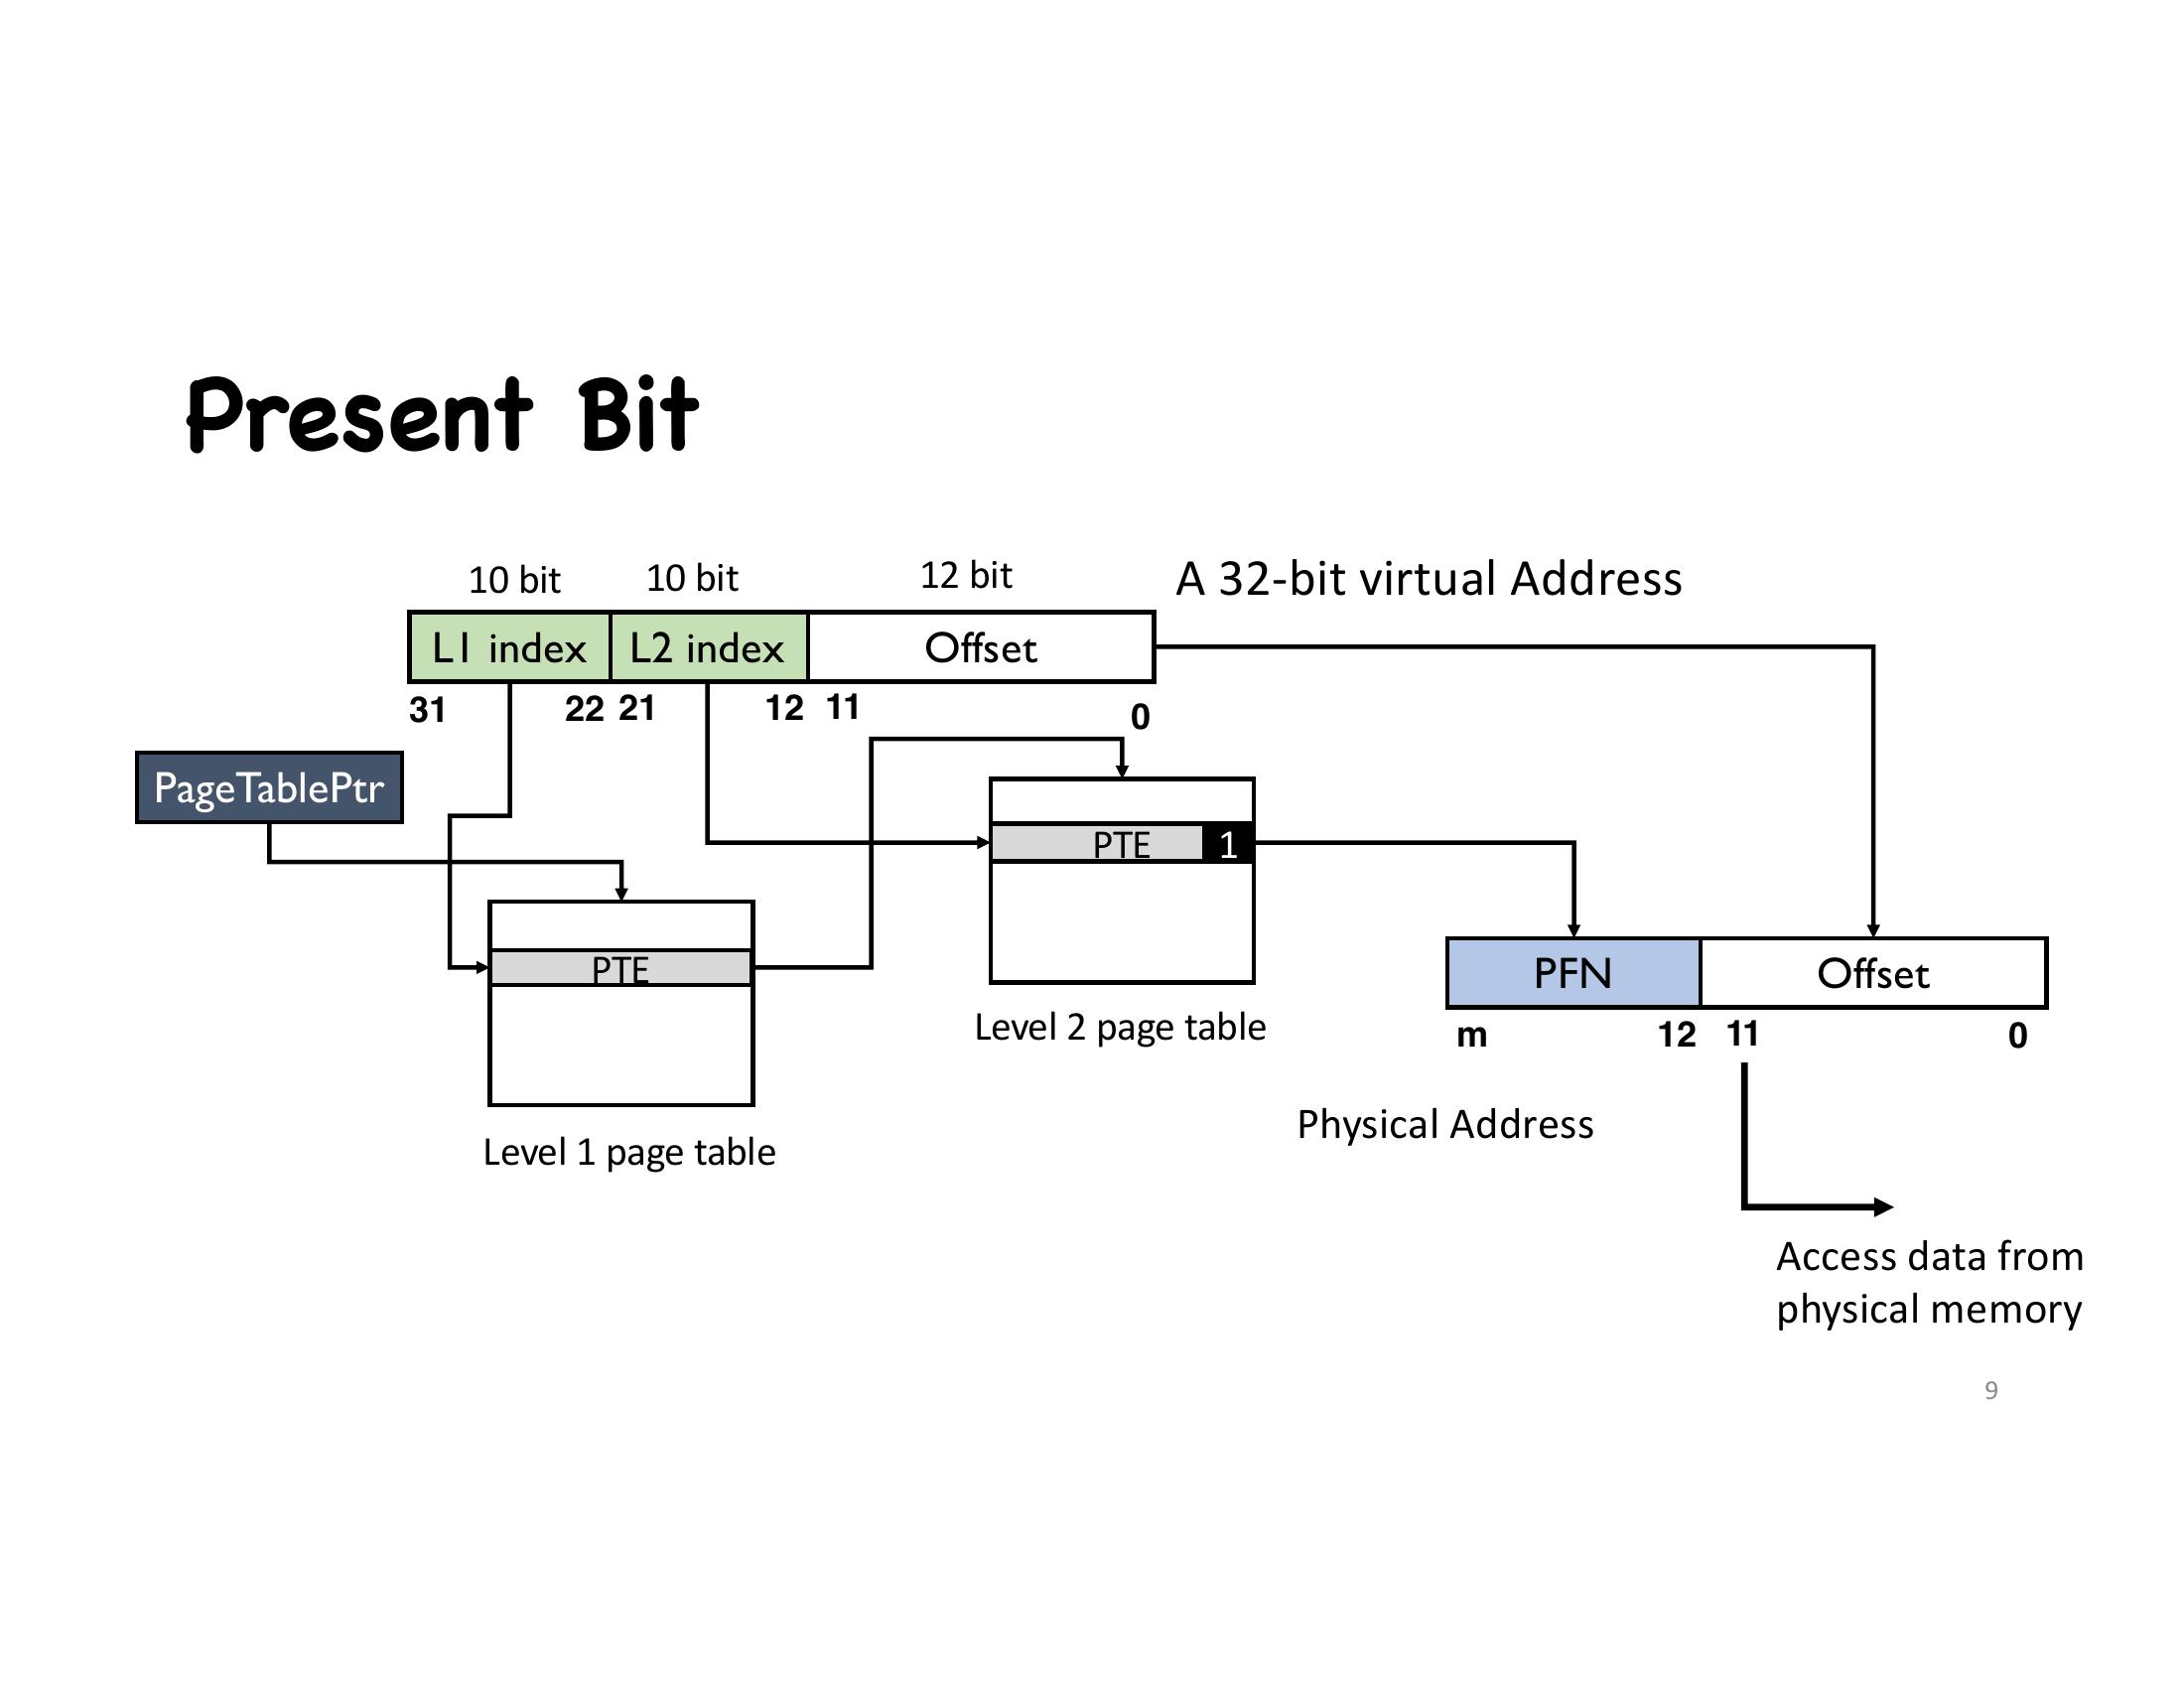 Present Bit
10 bit
10 bit
12 bit
A 32-bit virtual Address
L1 index
L2 index
Offset
31
22
21
12
11
0
PageTablePtr
PTE
1
PTE
Level 2 page table
PFN
Offset
m
12
11
0
Physical Address
Level 1 page table
Access data from
physical memory
9